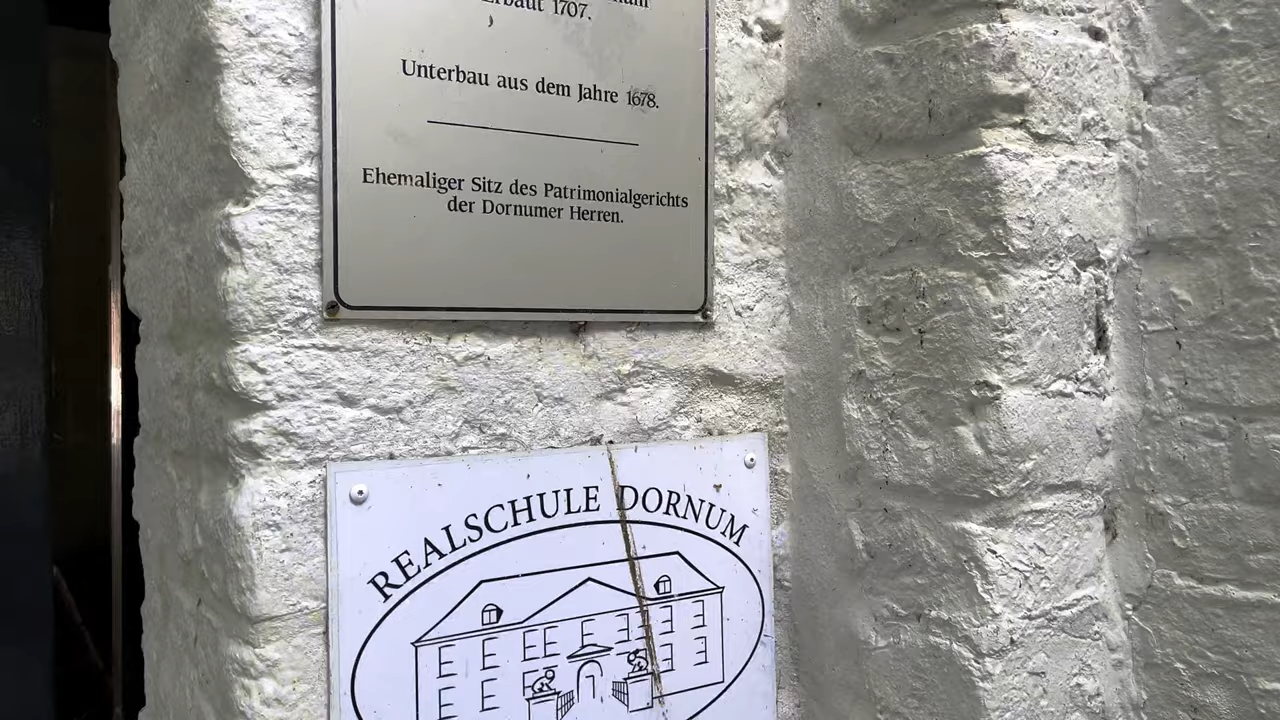 Erbaut 1707.
Unterbau aus dem Jahre 1678.
Ehemaliger Sitz des Patrimonialgerichts
der Dornumer Herren.
REALSCHULE DORNUM